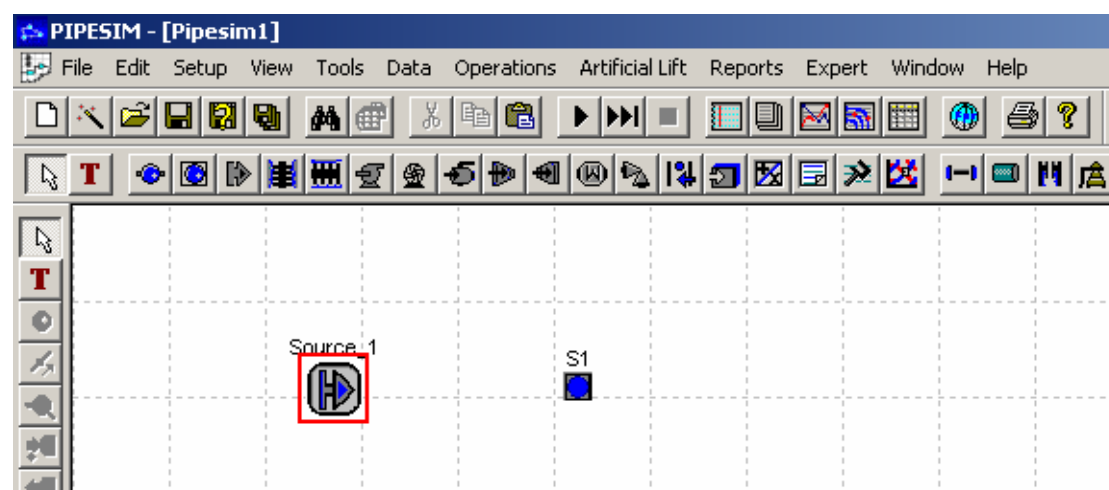 PIPESIM - [Pipesim1]
File Edit Setup View Tools Data Operations Artificial Lift Reports Expert Window Help
T
T
Source_1
S1